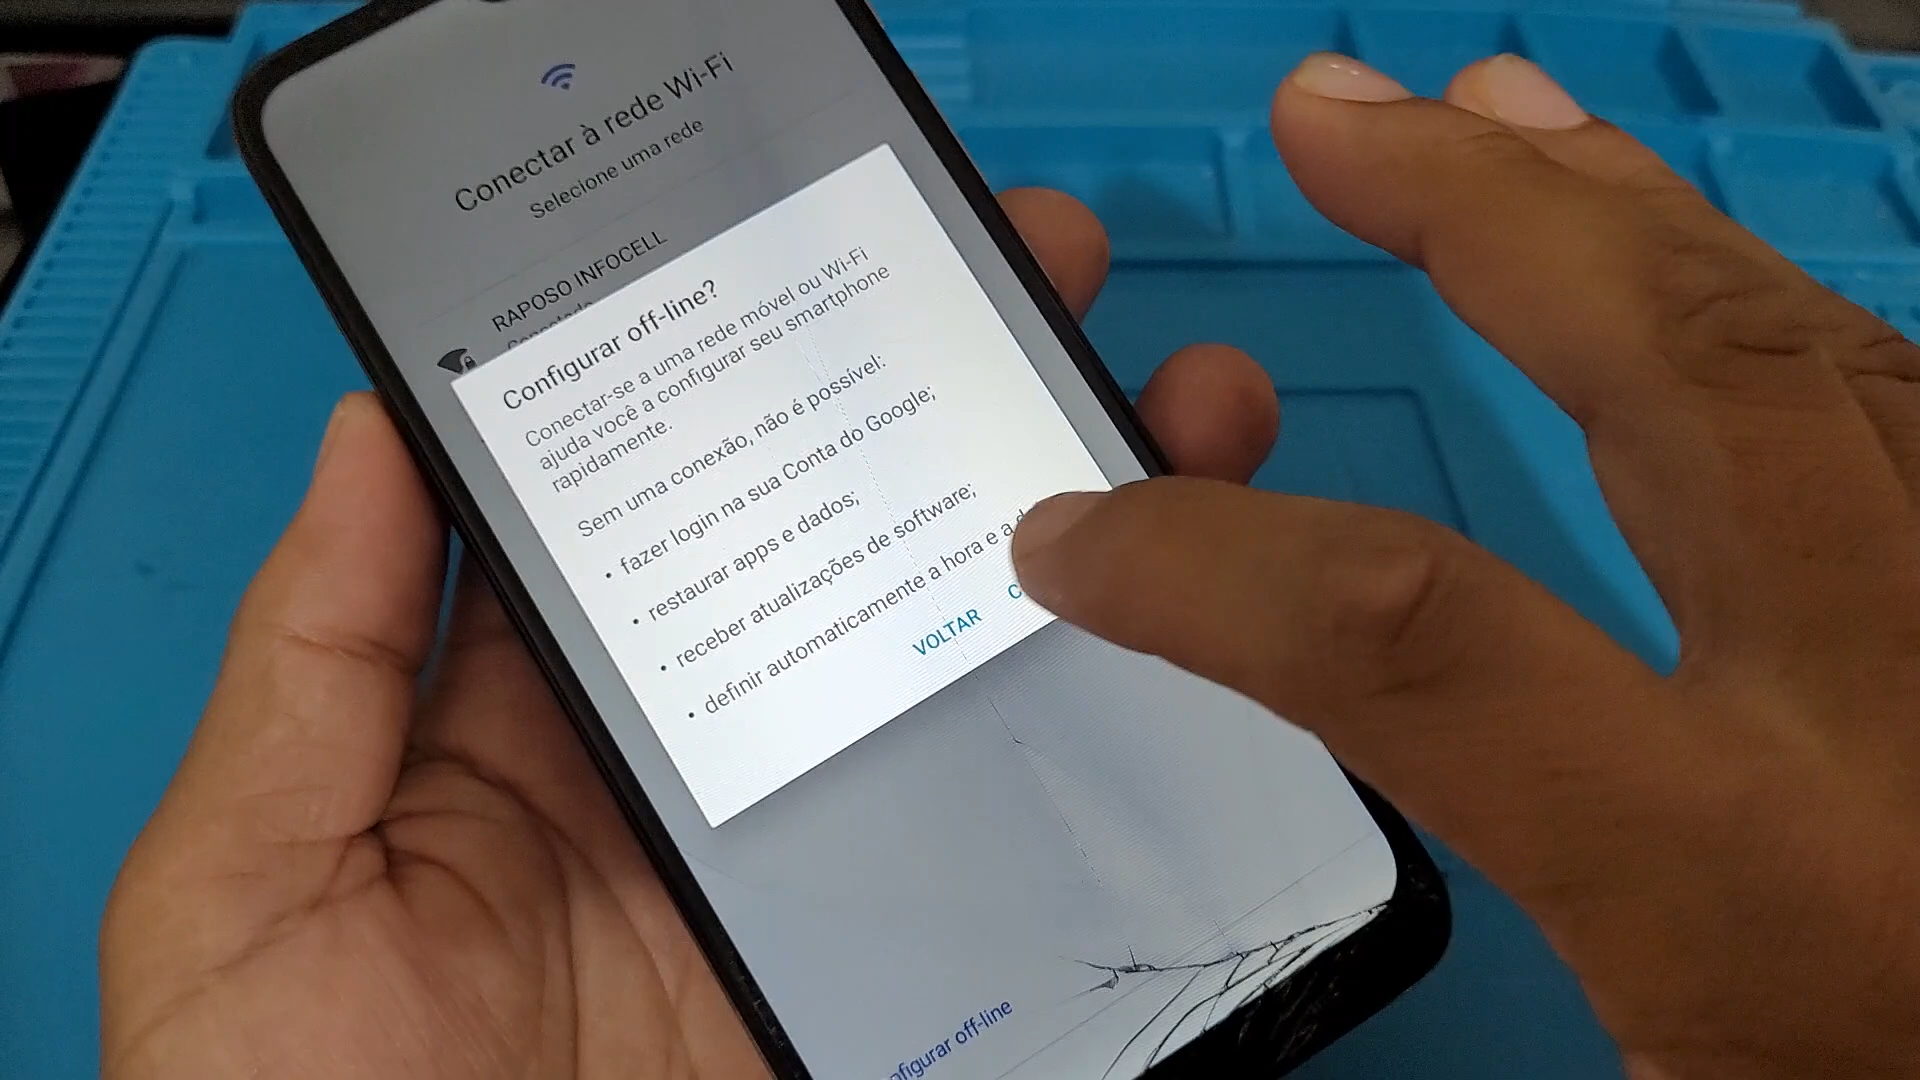 Conectar à rede Wi-Fi
Selecione uma rede
RAPOSO INFOCELL
Configurar off-line?
Conectar-se a uma rede móvel ou Wi-Fi
ajuda você a configurar seu smartphone
rapidamente.
Sem uma conexão, não é possível:
• fazer login na sua Conta do Google;
• restaurar apps e dados;
• receber atualizações de software;
• definir automaticamente a hora e a
VOLTAR
figurar off-line